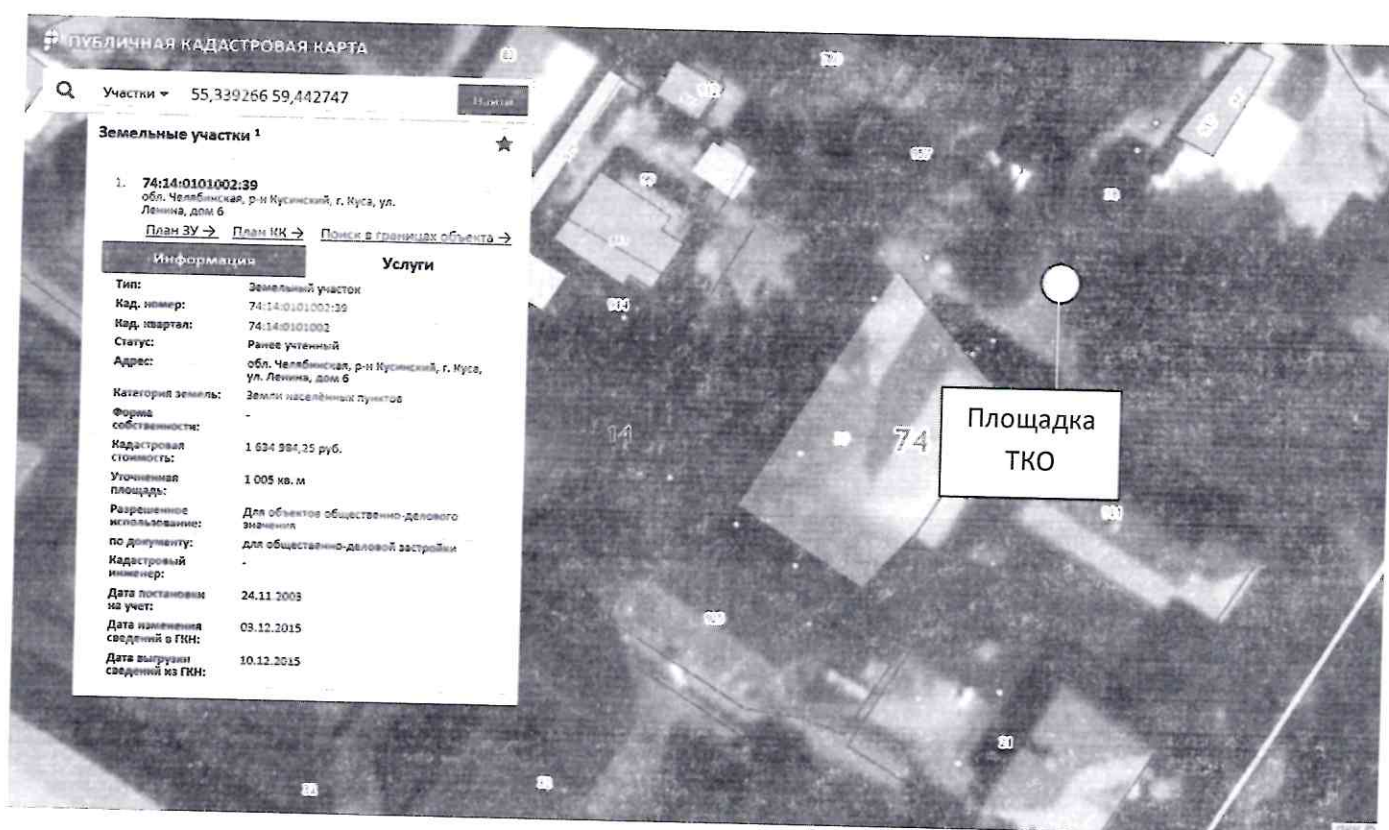 ПУБЛИЧНАЯ КАДАСТРОВАЯ КАРТА
Участки 55,339266 59,442747 Найти
Земельные участки 1
1. 74:14:0101002:39
обл. Челябинская, р-н Кусинский, г. Куса, ул.
Ленина, дом 6
План ЗУ → План КК → Поиск в границах объекта →
Информация Услуги
Тип: Земельный участок
Кад. номер: 74:14:0101002:39
Кад. квартал: 74:14:0101002
Статус: Ранее учтенный
Адрес: обл. Челябинская, р-н Кусинский, г. Куса,
ул. Ленина, дом 6
Категория земель: Земли населённых пунктов
Форма
собственности: -
Кадастровая
стоимость: 1 634 984,25 руб.
Уточненная
площадь: 1 005 кв. м
Разрешенное
использование: Для объектов общественно-делового
значения
по документу: для общественно-деловой застройки
Кадастровый
инженер: -
Дата постановки
на учет: 24.11.2003
Дата изменения
сведений в ГКН: 03.12.2015
Дата выгрузки
сведений из ГКН: 10.12.2015
14
74
Площадка
ТКО
21
32